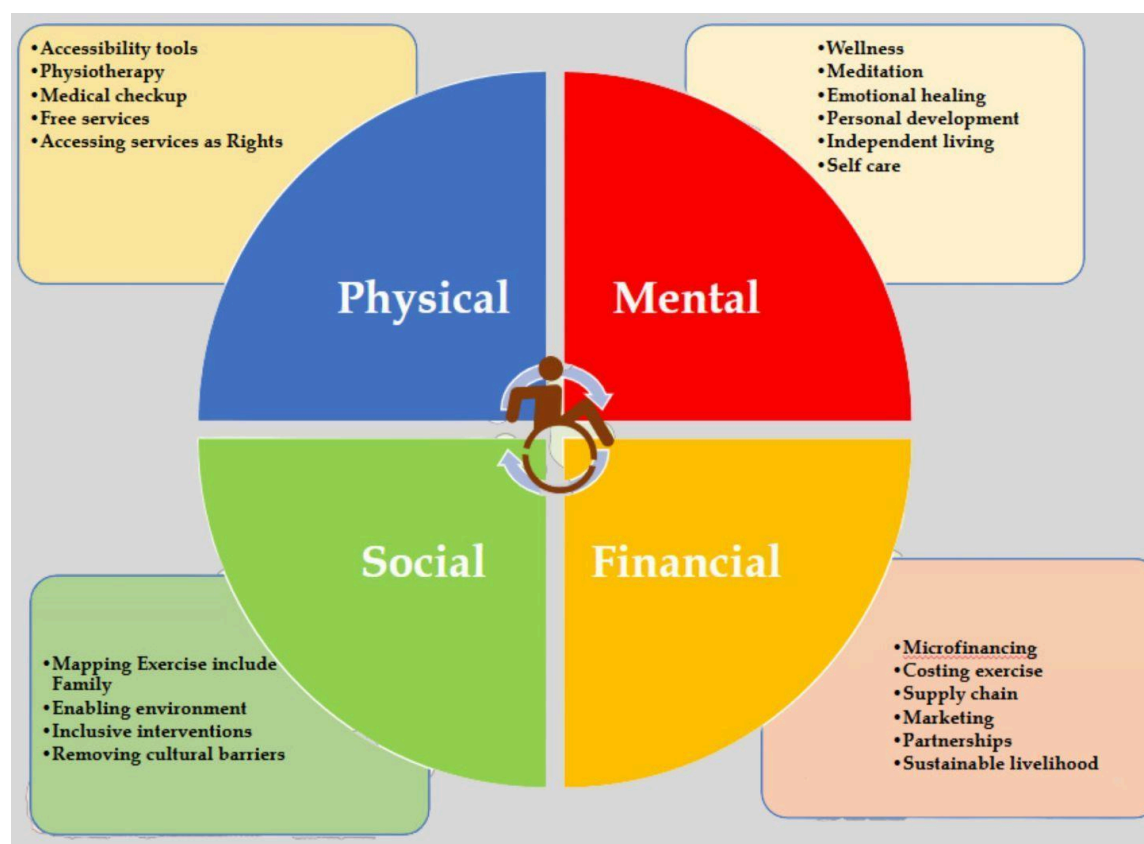 •Accessibility tools
•Physiotherapy
•Medical checkup
•Free services
•Accessing services as Rights
•Wellness
•Meditation
•Emotional healing
•Personal development
•Independent living
•Self care
Physical
Mental
Social
Financial
•Mapping Exercise include
Family
•Enabling environment
•Inclusive interventions
•Removing cultural barriers
•Microfinancing
•Costing exercise
•Supply chain
•Marketing
•Partnerships
•Sustainable livelihood